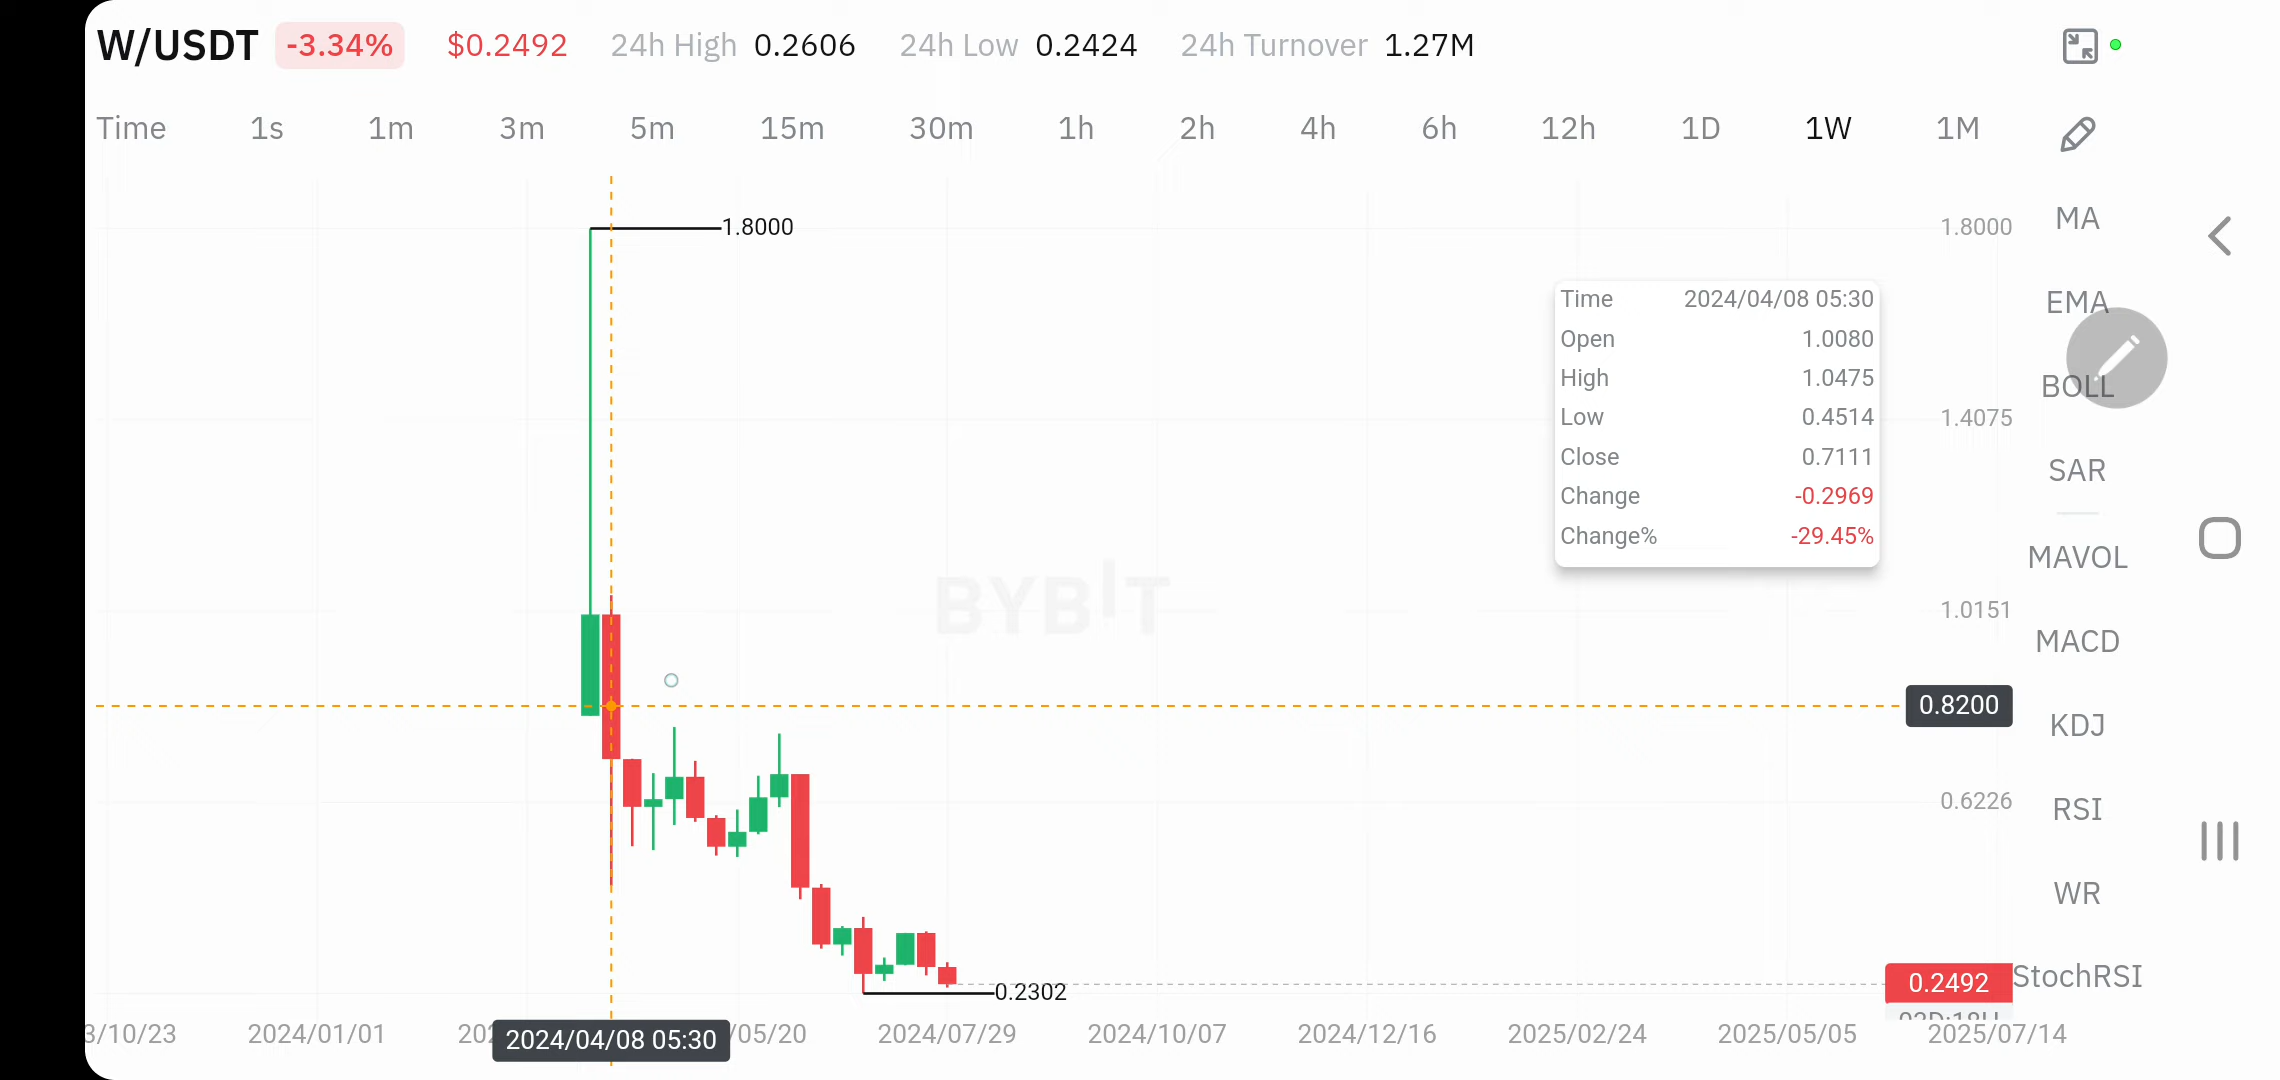 W/USDT -3.34% $0.2492 24h High 0.2606 24h Low 0.2424 24h Turnover 1.27M
Time 1s 1m 3m 5m 15m 30m 1h 2h 4h 6h 12h 1D 1W 1M
1.8000
1.8000
MA
Time 2024/04/08 05:30
EMA
Open 1.0080
High 1.0475
BOLL
Low 0.4514
1.4075
Close 0.7111
SAR
Change -0.2969
Change% -29.45%
MAVOL
BYBIT
1.0151
MACD
0.8200
KDJ
0.6226
RSI
WR
0.2302
0.2492
StochRSI
3/10/23 2024/01/01 202 2024/04/08 05:30 /05/20 2024/07/29 2024/10/07 2024/12/16 2025/02/24 2025/05/05 2025/07/14